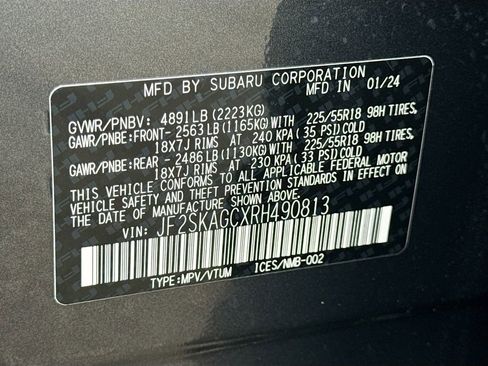 MFD BY SUBARU CORPORATION IN 01/24
GVWR/PNBV: 4891LB(2223KG)
GAWR/PNBE:FRONT- 2563LB(1165KG)WITH 225/55R18 98H TIRES,
18X7J RIMS AT 240 KPA(35 PSI)COLD
GAWR/PNBE:REAR - 2486LB(1130KG)WITH 225/55R18 98H TIRES,
18X7J RIMS AT 230 KPA(33 PSI)COLD
THIS VEHICLE CONFORMS TO ALL APPLICABLE FEDERAL MOTOR
VEHICLE SAFETY AND THEFT PREVENTION STANDARDS IN EFFECT ON THE
DATE OF MANUFACTURE SHOWN ABOVE.
VIN: JF2SKAGCXRH490813
TYPE:MPV/VTUM ICES/NMB-002